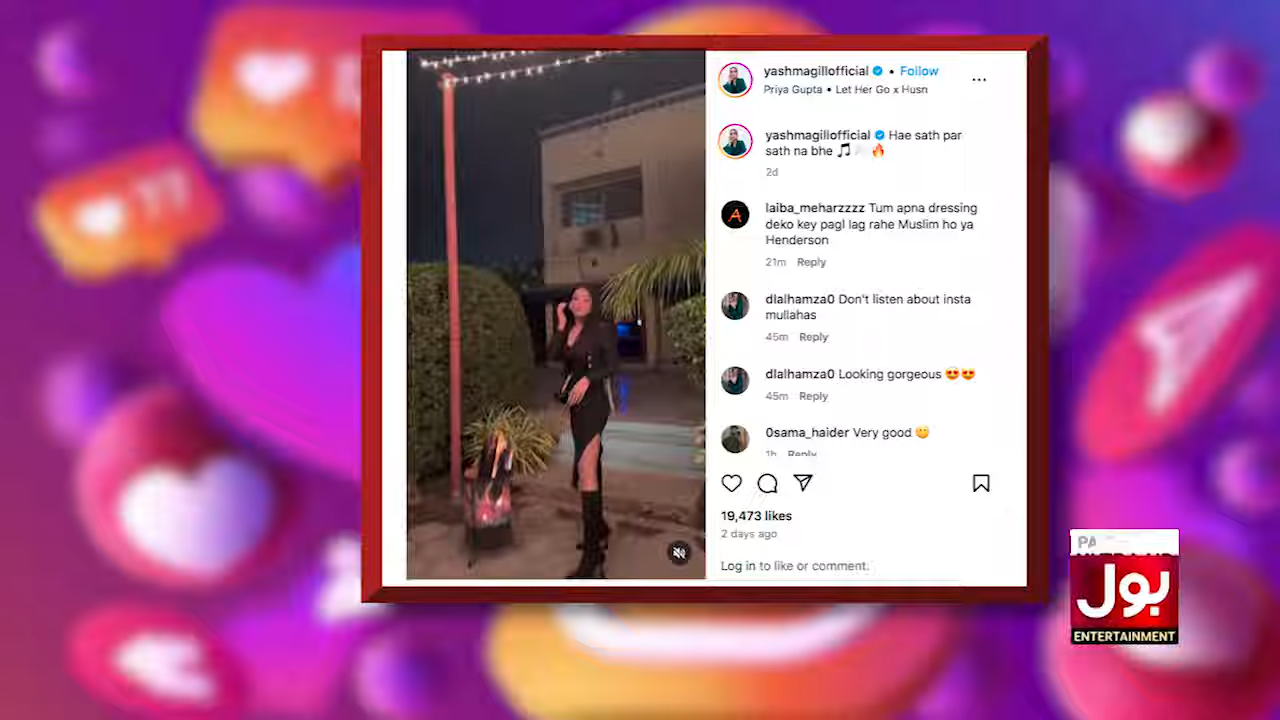 yashmagillofficial • Follow
Priya Gupta • Let Her Go x Husn
yashmagillofficial Hae sath par
sath na bhe 🎵 🔥
2d
laiba_meharzzzz Tum apna dressing
deko key pagl lag rahe Muslim ho ya
Henderson
21m Reply
dlalhamza0 Don't listen about insta
mullahas
45m Reply
dlalhamza0 Looking gorgeous 😍😍
45m Reply
0sama_haider Very good
1h Reply
19,473 likes
2 days ago
Log in to like or comment.
PA
بول
ENTERTAINMENT